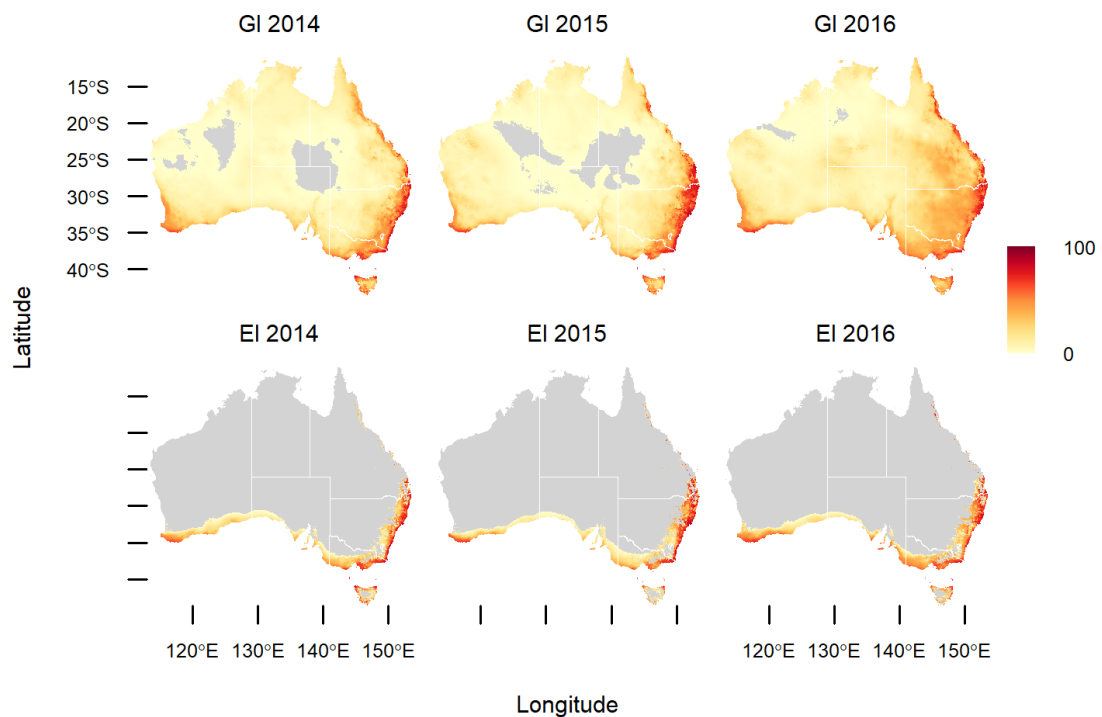 GI 2014
GI 2015
GI 2016
15°S
20°S
25°S
30°S
35°S
40°S
100
0
Latitude
EI 2014
EI 2015
EI 2016
120°E
130°E
140°E
150°E
120°E
130°E
140°E
150°E
Longitude